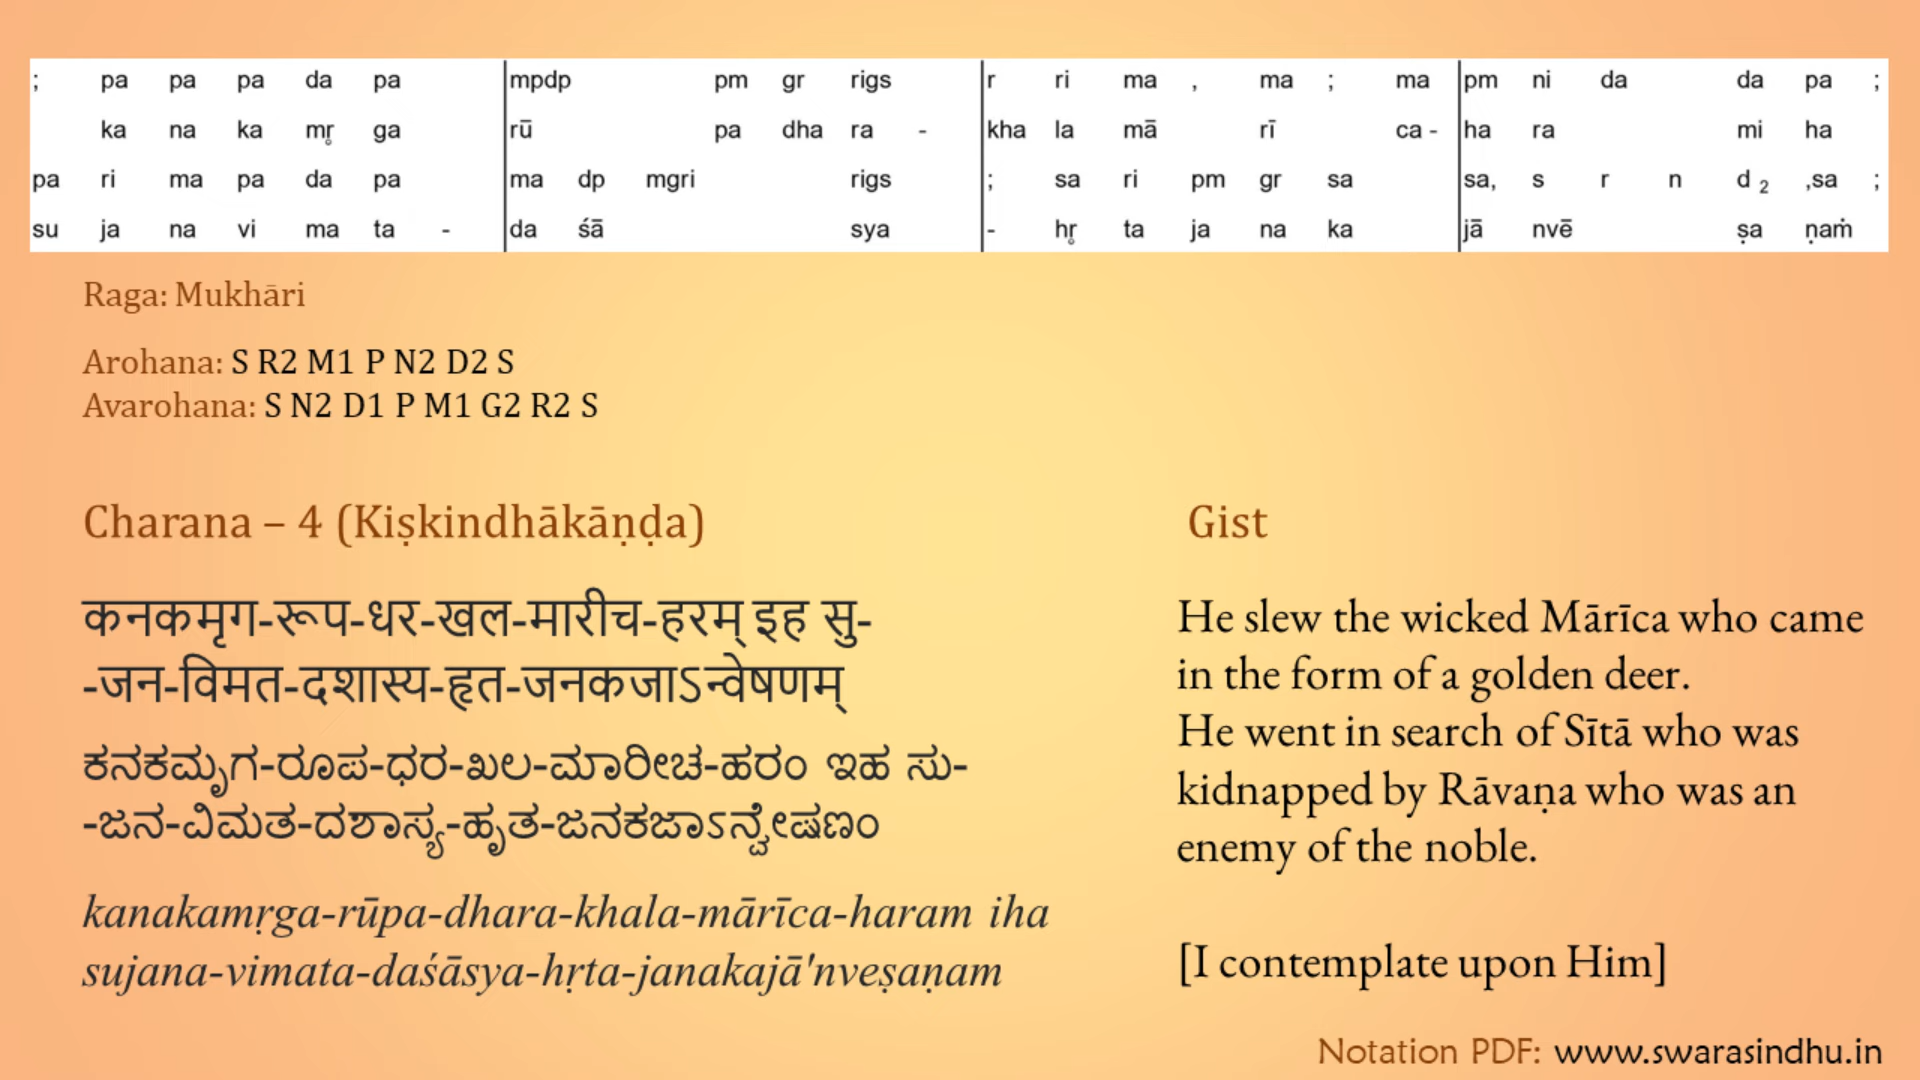 ; pa pa pa da pa mpdp pm gr rigs r ri ma , ma ; ma pm ni da da pa ;
ka na ka mr̥ ga rū pa dha ra - kha la mā rī ca - ha ra mi ha
pa ri ma pa da pa ma dp mgri rigs ; sa ri pm gr sa sa, s r n d 2 ,sa ;
su ja na vi ma ta - da śā sya - hr̥ ta ja na ka jā nvē ṣa ṇaṁ
Raga: Mukhāri
Arohana: S R2 M1 P N2 D2 S
Avarohana: S N2 D1 P M1 G2 R2 S
Charana – 4 (Kiṣkindhākāṇḍa)
कनकमृग-रूप-धर-खल-मारीच-हरम् इह सु-
-जन-विमत-दशास्य-हृत-जनकजाऽन्वेषणम्
ಕನಕಮೃಗ-ರೂಪ-ಧರ-ಖಲ-ಮಾರೀಚ-ಹರಂ ಇಹ ಸು-
-ಜನ-ವಿಮತ-ದಶಾಸ್ಯ-ಹೃತ-ಜನಕಜಾಽನ್ವೇಷಣಂ
kanakamṛga-rūpa-dhara-khala-mārīca-haram iha
sujana-vimata-daśāsya-hṛta-janakajā'nveṣaṇam
Gist
He slew the wicked Mārīca who came
in the form of a golden deer.
He went in search of Sītā who was
kidnapped by Rāvaṇa who was an
enemy of the noble.
[I contemplate upon Him]
Notation PDF: www.swarasindhu.in